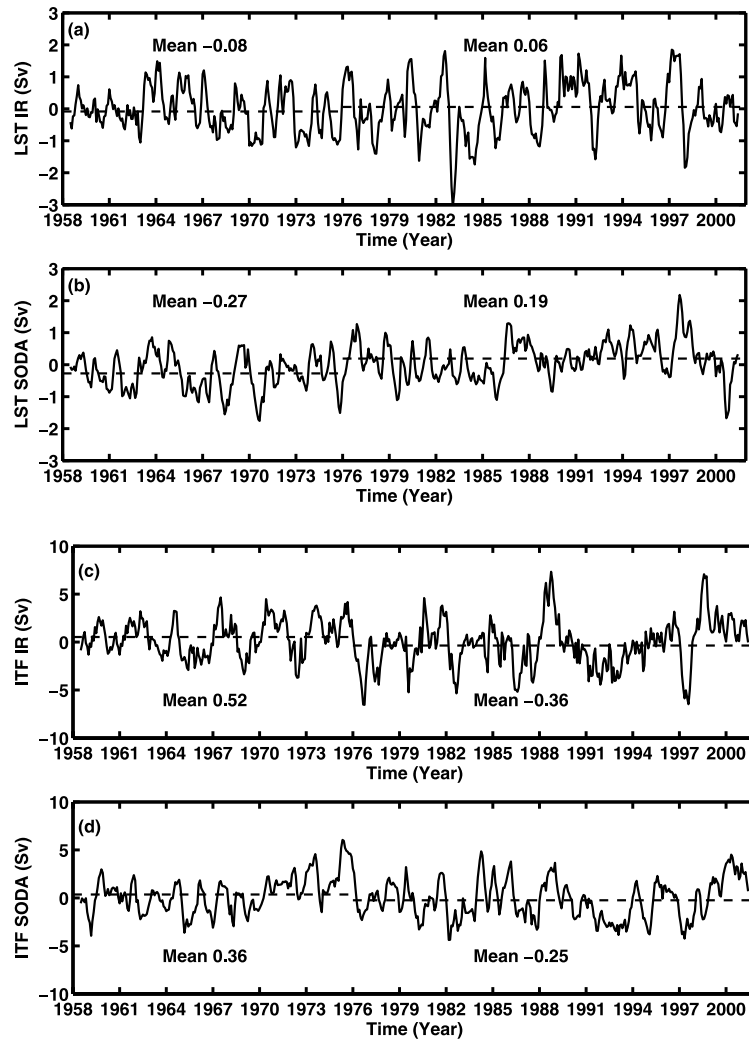 (a)
Mean −0.08
Mean 0.06
LST IR (Sv)
3
2
1
0
−1
−2
−3
1958 1961 1964 1967 1970 1973 1976 1979 1982 1985 1988 1991 1994 1997 2000
Time (Year)
(b)
Mean −0.27
Mean 0.19
LST SODA (Sv)
3
2
1
0
−1
−2
−3
1958 1961 1964 1967 1970 1973 1976 1979 1982 1985 1988 1991 1994 1997 2000
Time (Year)
(c)
ITF IR (Sv)
10
5
0
−5
−10
Mean 0.52
Mean −0.36
1958 1961 1964 1967 1970 1973 1976 1979 1982 1985 1988 1991 1994 1997 2000
Time (Year)
(d)
ITF SODA (Sv)
10
5
0
−5
−10
Mean 0.36
Mean −0.25
1958 1961 1964 1967 1970 1973 1976 1979 1982 1985 1988 1991 1994 1997 2000
Time (Year)